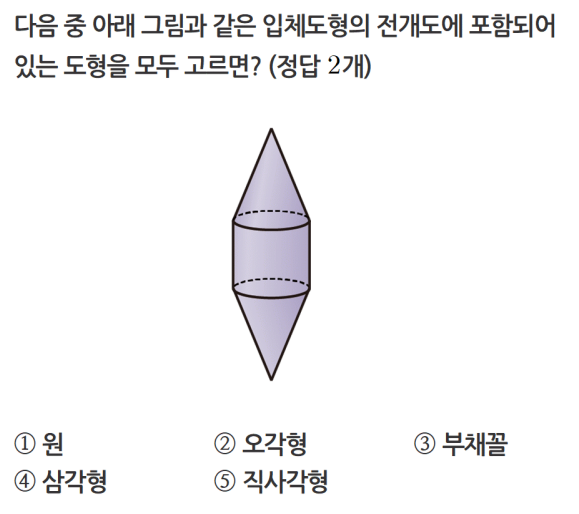 다음 중 아래 그림과 같은 입체도형의 전개도에 포함되어
있는 도형을 모두 고르면? (정답 2개)
① 원 ② 오각형 ③ 부채꼴
④ 삼각형 ⑤ 직사각형